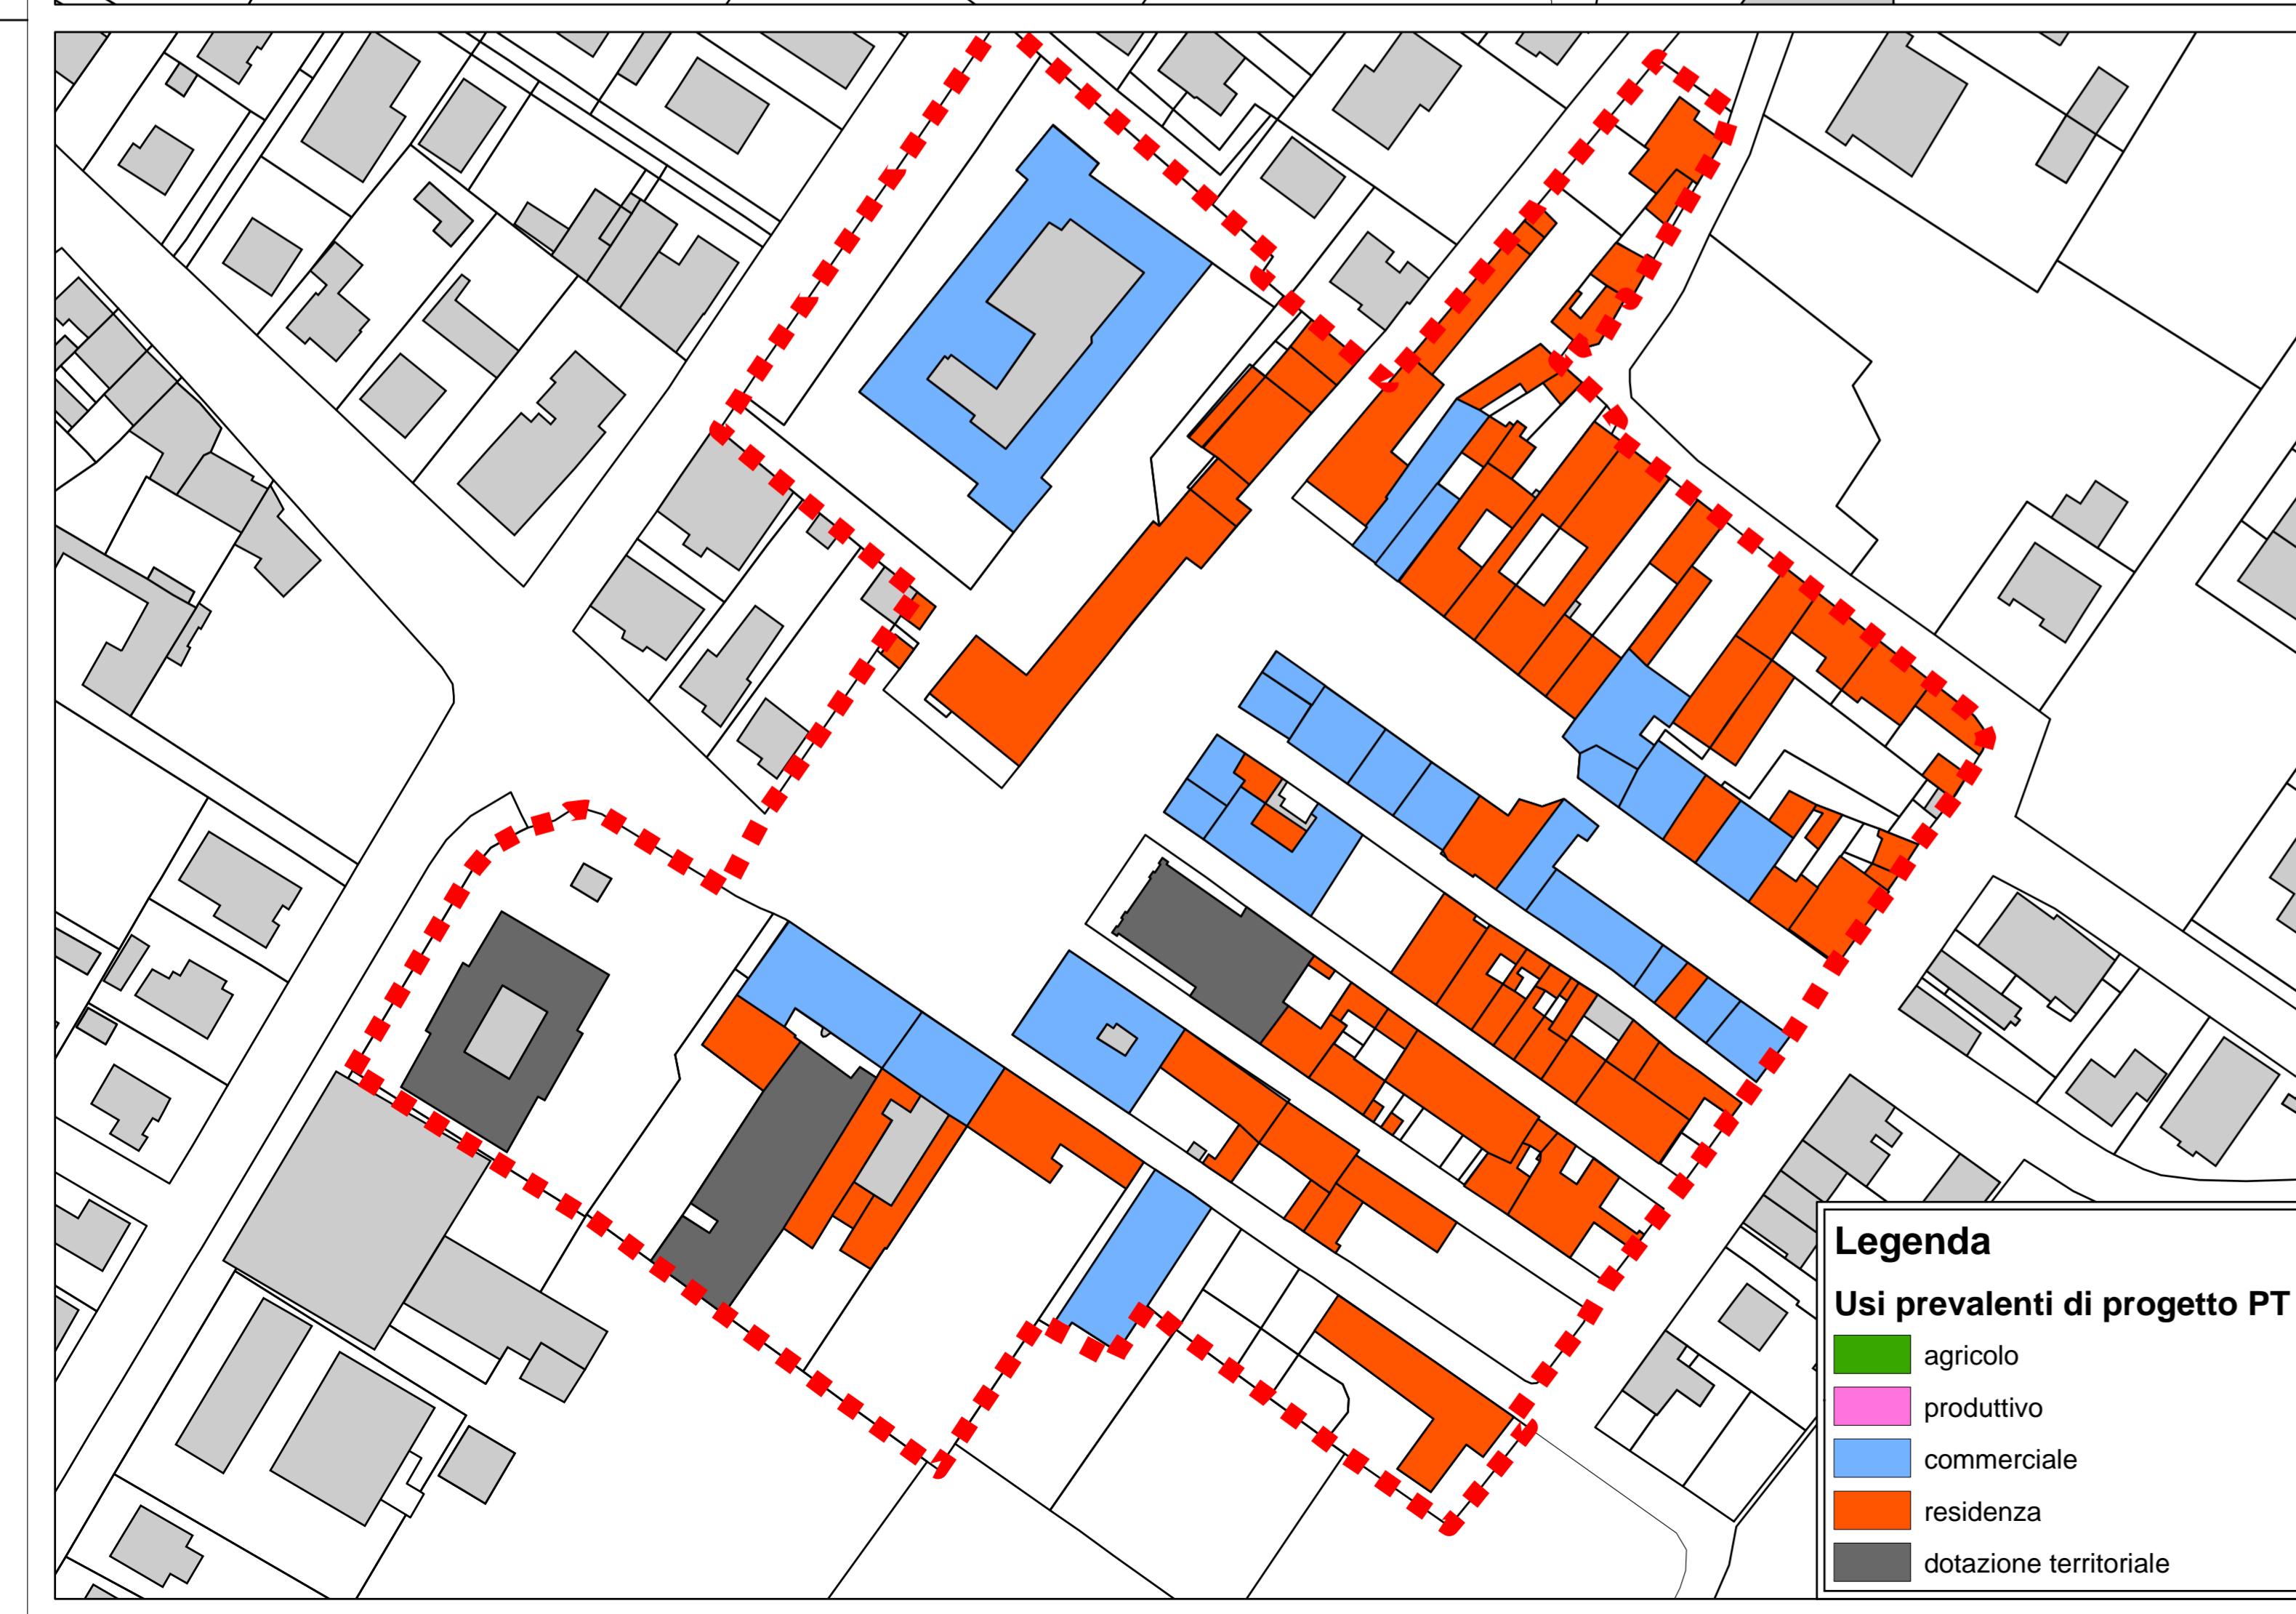 Legenda
Usi prevalenti di progetto PT
agricolo
produttivo
commerciale
residenza
dotazione territoriale